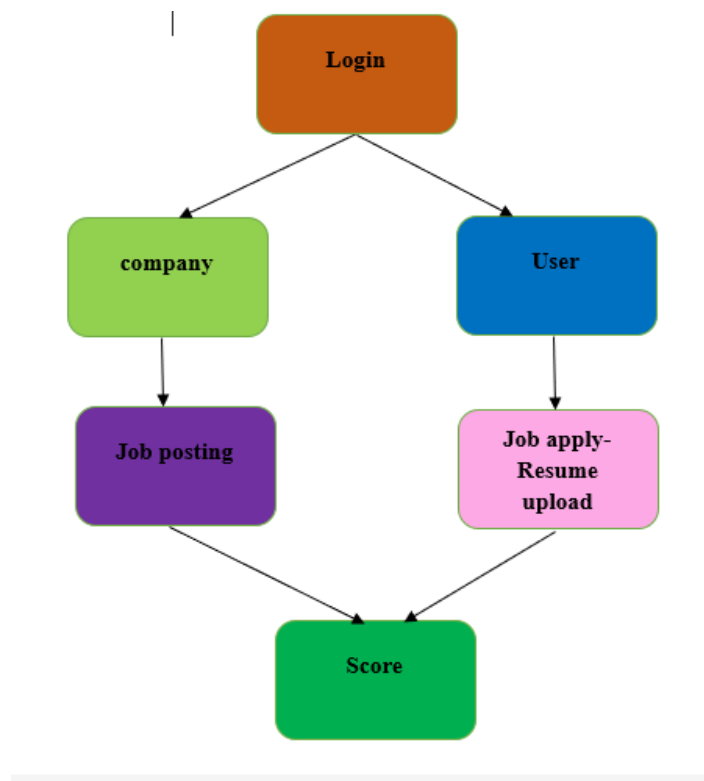 Login
company
User
Job posting
Job apply-
Resume
upload
Score